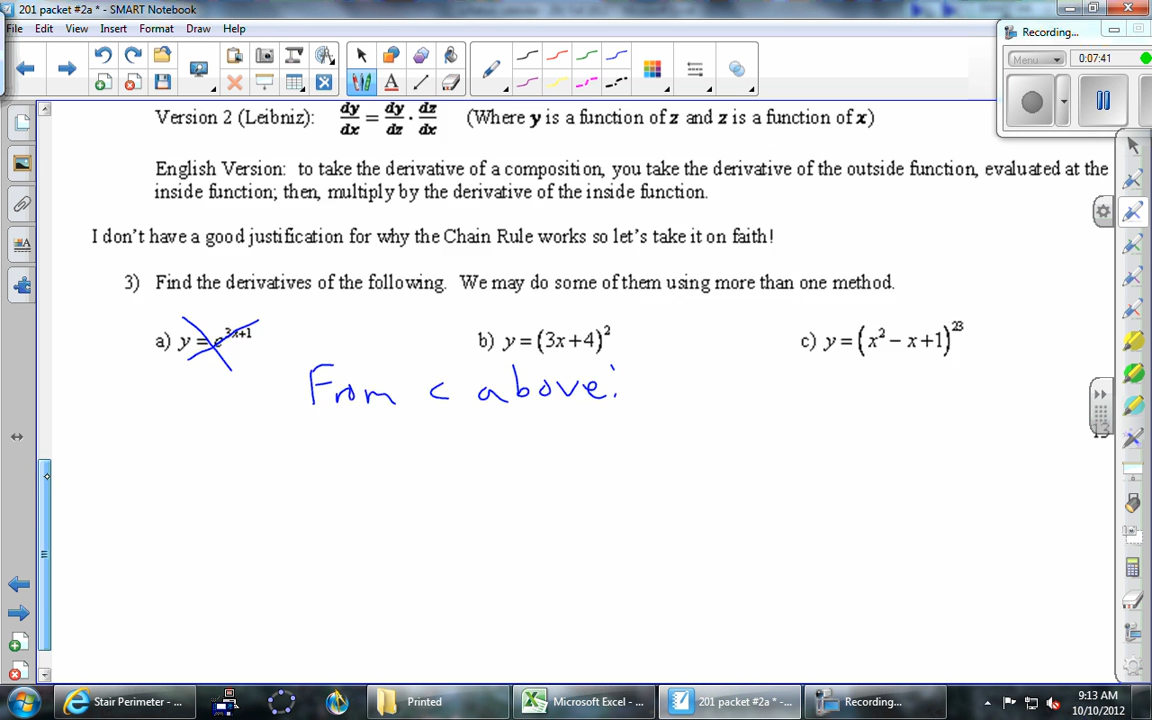 201 packet #2a * - SMART Notebook
Recording...
File Edit View Insert Format Draw Help
Menu
0:07:41
Version 2 (Leibniz): dy/dx = dy/dz · dz/dx (Where y is a function of z and z is a function of x)
English Version: to take the derivative of a composition, you take the derivative of the outside function, evaluated at the
inside function; then, multiply by the derivative of the inside function.
I don't have a good justification for why the Chain Rule works so let's take it on faith!
3) Find the derivatives of the following. We may do some of them using more than one method.
a) y = e^{3x+1} b) y = (3x+4)^2 c) y = (x^2 − x + 1)^{23}
From c above:
13
Stair Perimeter - ...
Printed
Microsoft Excel - ...
201 packet #2a * -...
Recording...
9:13 AM
10/10/2012